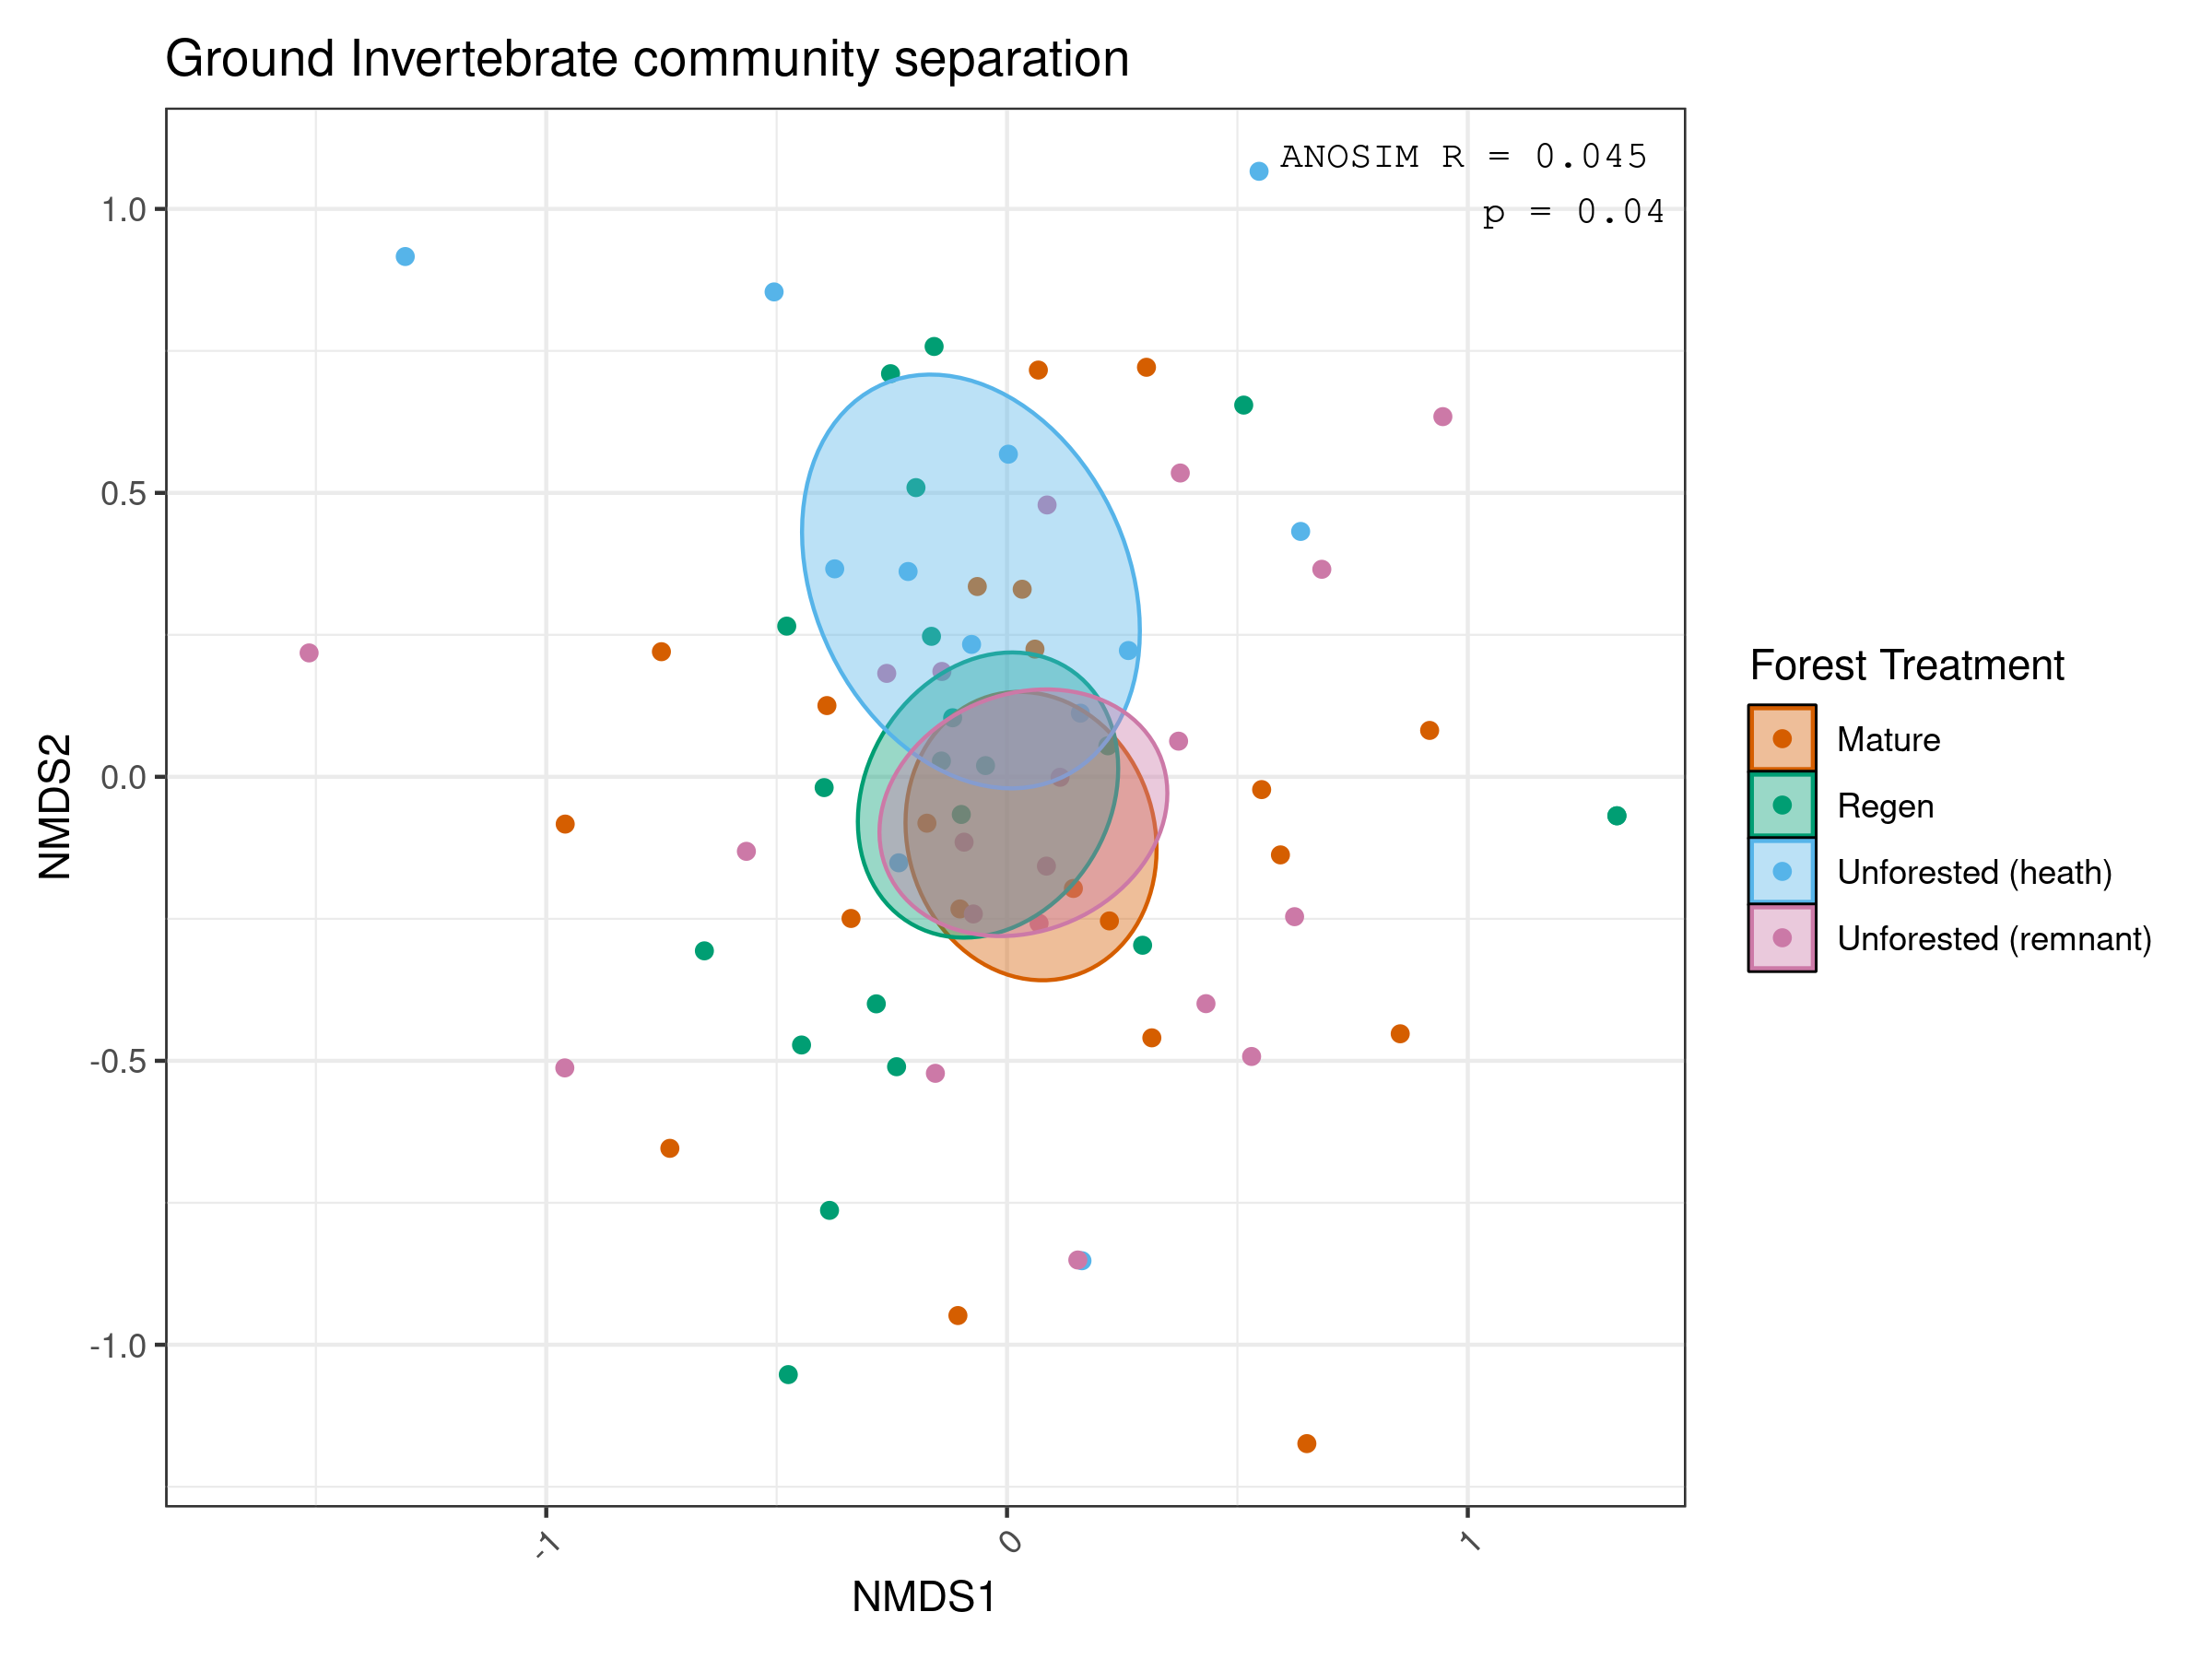 Ground Invertebrate community separation
ANOSIM R = 0.045
p = 0.04
1.0
0.5
0.0
-0.5
-1.0
NMDS2
-1
0
1
NMDS1
Forest Treatment
Mature
Regen
Unforested (heath)
Unforested (remnant)